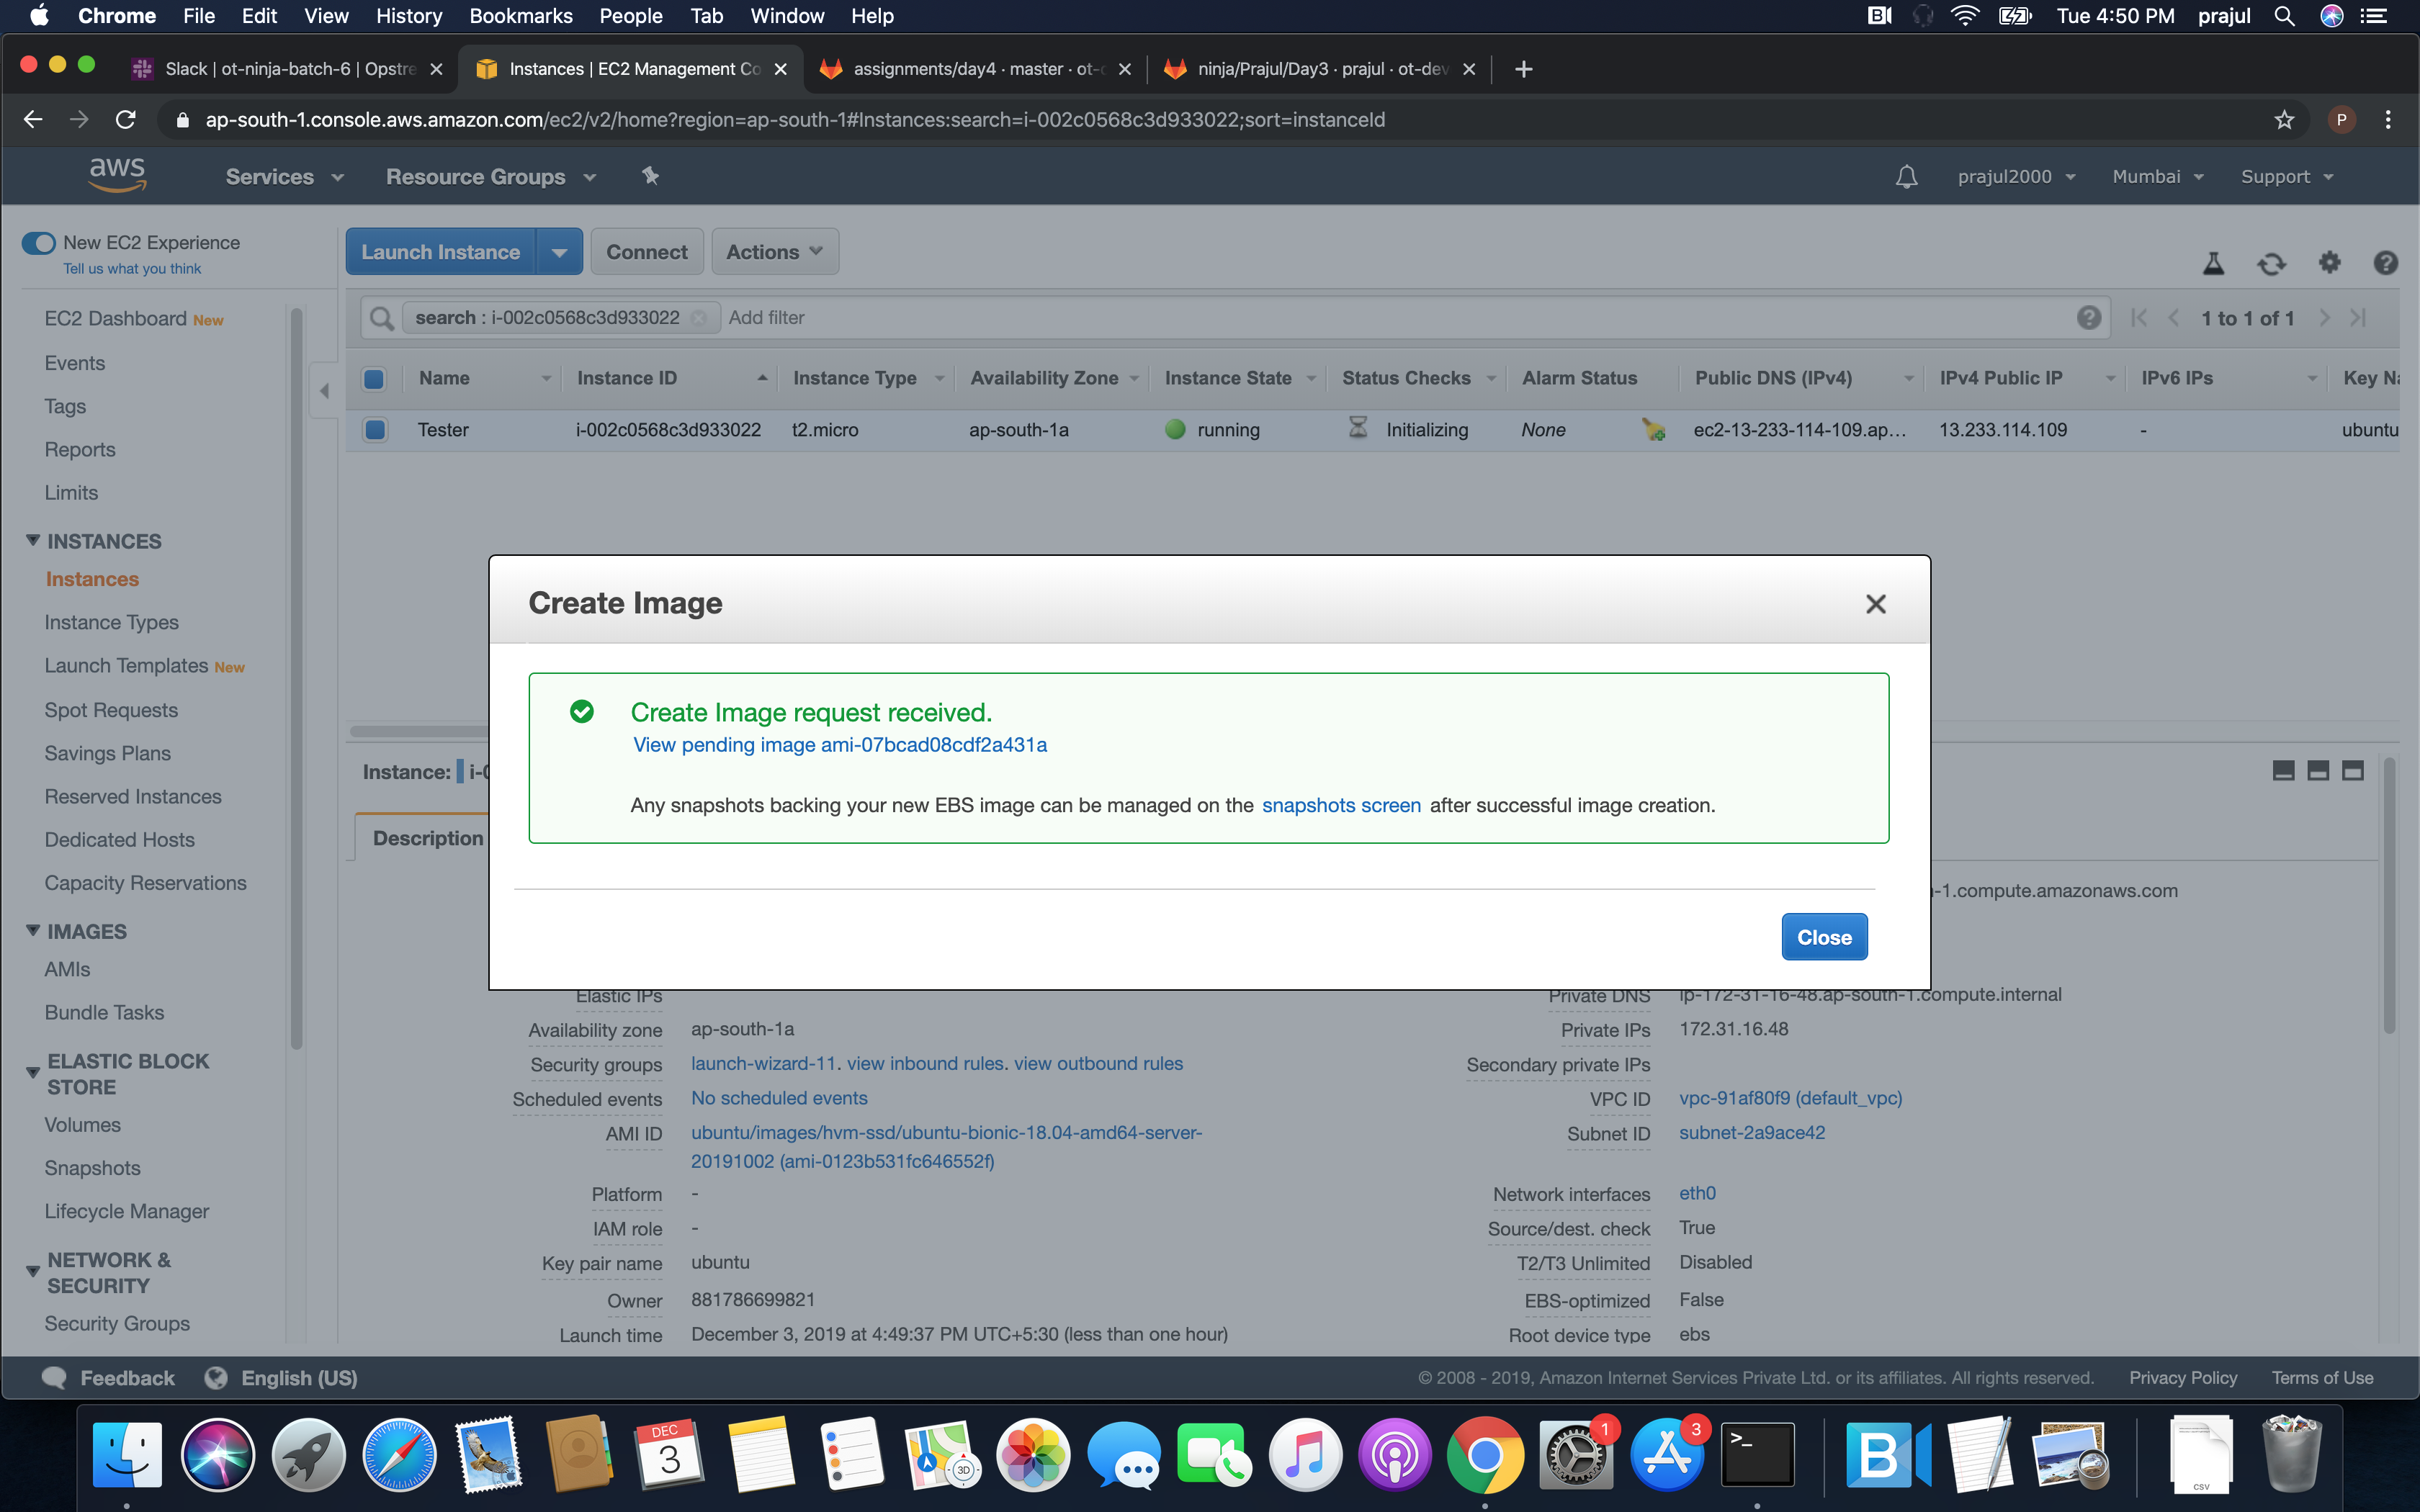 Chrome File Edit View History Bookmarks People Tab Window Help
Tue 4:50 PM prajul
Slack | ot-ninja-batch-6 | Opstre
Instances | EC2 Management Co
assignments/day4 · master · ot-
ninja/Prajul/Day3 · prajul · ot-dev
ap-south-1.console.aws.amazon.com/ec2/v2/home?region=ap-south-1#Instances:search=i-002c0568c3d933022;sort=instanceId
P
aws
Services
Resource Groups
prajul2000
Mumbai
Support
New EC2 Experience
Tell us what you think
Launch Instance
Connect
Actions
EC2 Dashboard New
Events
Tags
Reports
Limits
INSTANCES
Instances
Instance Types
Launch Templates New
Spot Requests
Savings Plans
Reserved Instances
Dedicated Hosts
Capacity Reservations
IMAGES
AMIs
Bundle Tasks
ELASTIC BLOCK
STORE
Volumes
Snapshots
Lifecycle Manager
NETWORK &
SECURITY
Security Groups
search : i-002c0568c3d933022 Add filter
1 to 1 of 1
Name Instance ID Instance Type Availability Zone Instance State Status Checks Alarm Status Public DNS (IPv4) IPv4 Public IP IPv6 IPs Key Na
Tester i-002c0568c3d933022 t2.micro ap-south-1a running Initializing None ec2-13-233-114-109.ap... 13.233.114.109 - ubuntu
Create Image
Create Image request received.
View pending image ami-07bcad08cdf2a431a
Any snapshots backing your new EBS image can be managed on the snapshots screen after successful image creation.
Close
Instance: i-0
Description
-1.compute.amazonaws.com
Elastic IPs
Private DNS ip-172-31-16-48.ap-south-1.compute.internal
Availability zone ap-south-1a
Private IPs 172.31.16.48
Security groups launch-wizard-11. view inbound rules. view outbound rules
Secondary private IPs
Scheduled events No scheduled events
VPC ID vpc-91af80f9 (default_vpc)
AMI ID ubuntu/images/hvm-ssd/ubuntu-bionic-18.04-amd64-server-
20191002 (ami-0123b531fc646552f)
Subnet ID subnet-2a9ace42
Platform -
Network interfaces eth0
IAM role -
Source/dest. check True
Key pair name ubuntu
T2/T3 Unlimited Disabled
Owner 881786699821
EBS-optimized False
Launch time December 3, 2019 at 4:49:37 PM UTC+5:30 (less than one hour)
Root device type ebs
Feedback
English (US)
© 2008 - 2019, Amazon Internet Services Private Ltd. or its affiliates. All rights reserved.
Privacy Policy
Terms of Use
DEC
3
3D
1
3
>_
B
CSV